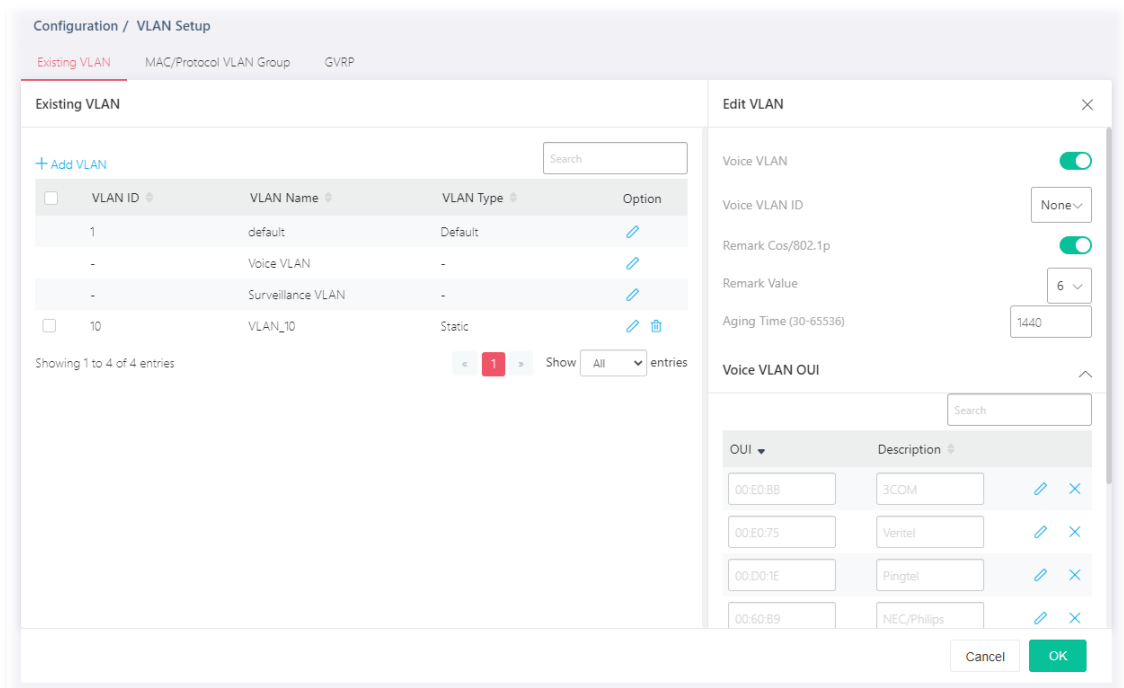 Configuration / VLAN Setup
Existing VLAN MAC/Protocol VLAN Group GVRP
Existing VLAN
+ Add VLAN
Search
VLAN ID VLAN Name VLAN Type Option
1 default Default
- Voice VLAN -
- Surveillance VLAN -
10 VLAN_10 Static
Showing 1 to 4 of 4 entries
« 1 » Show All entries
Edit VLAN
Voice VLAN
Voice VLAN ID None
Remark Cos/802.1p
Remark Value 6
Aging Time (30-65536) 1440
Voice VLAN OUI
Search
OUI Description
00:E0:BB 3COM
00:E0:75 Veritel
00:D0:1E Pingtel
00:60:B9 NEC/Philips
Cancel OK